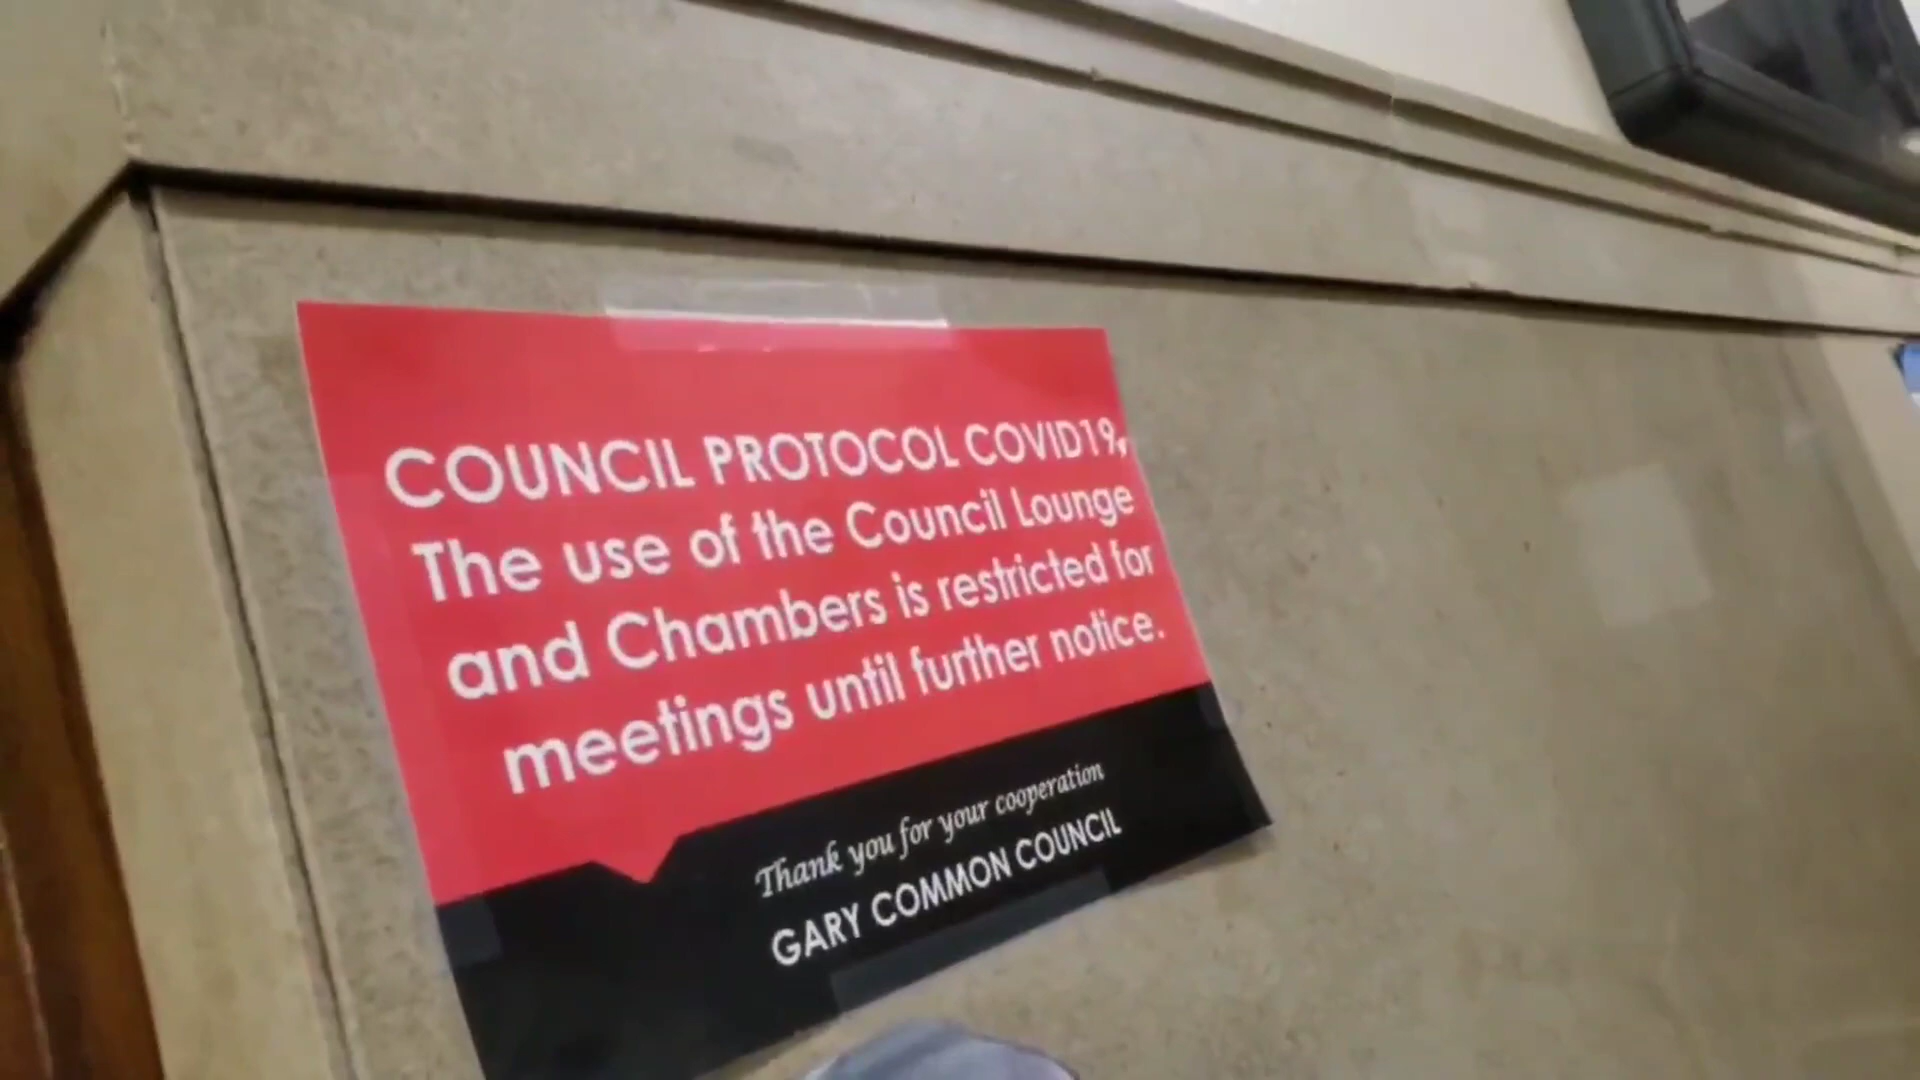 COUNCIL PROTOCOL COVID19,
The use of the Council Lounge
and Chambers is restricted for
meetings until further notice.
Thank you for your cooperation
GARY COMMON COUNCIL